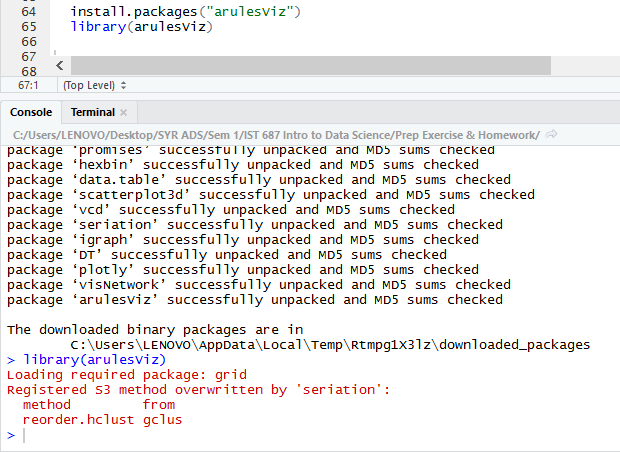 64 install.packages("arulesViz")
65 library(arulesViz)
66
67
68
67:1 (Top Level)
Console Terminal
C:/Users/LENOVO/Desktop/SYR ADS/Sem 1/IST 687 Intro to Data Science/Prep Exercise & Homework/
package ‘promises’ successfully unpacked and MD5 sums checked
package ‘hexbin’ successfully unpacked and MD5 sums checked
package ‘data.table’ successfully unpacked and MD5 sums checked
package ‘scatterplot3d’ successfully unpacked and MD5 sums checked
package ‘vcd’ successfully unpacked and MD5 sums checked
package ‘seriation’ successfully unpacked and MD5 sums checked
package ‘igraph’ successfully unpacked and MD5 sums checked
package ‘DT’ successfully unpacked and MD5 sums checked
package ‘plotly’ successfully unpacked and MD5 sums checked
package ‘visNetwork’ successfully unpacked and MD5 sums checked
package ‘arulesViz’ successfully unpacked and MD5 sums checked
The downloaded binary packages are in
C:\Users\LENOVO\AppData\Local\Temp\Rtmpg1X3lz\downloaded_packages
> library(arulesViz)
Loading required package: grid
Registered S3 method overwritten by 'seriation':
method from
reorder.hclust gclus
>